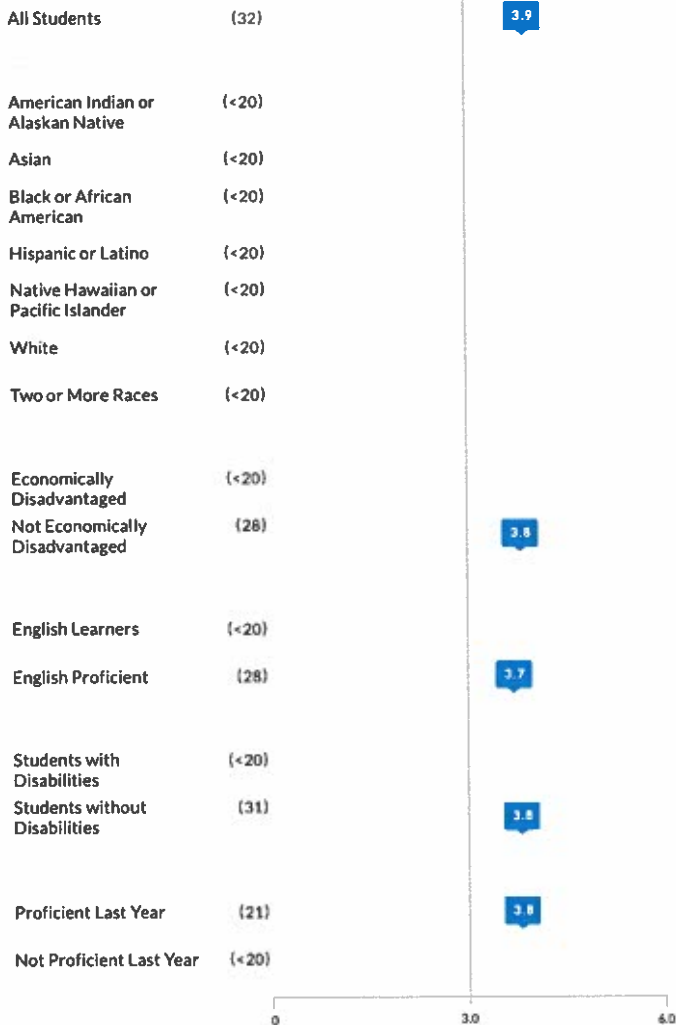 All Students (32) 3.9
American Indian or (<20)
Alaskan Native
Asian (<20)
Black or African (<20)
American
Hispanic or Latino (<20)
Native Hawaiian or (<20)
Pacific Islander
White (<20)
Two or More Races (<20)
Economically (<20)
Disadvantaged
Not Economically (28) 3.8
Disadvantaged
English Learners (<20)
English Proficient (28) 3.7
Students with (<20)
Disabilities
Students without (31) 3.8
Disabilities
Proficient Last Year (21) 3.8
Not Proficient Last Year (<20)
0 3.0 6.0